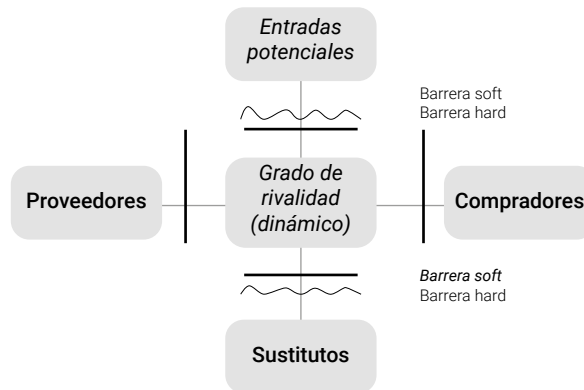 Entradas
potenciales
Barrera soft
Barrera hard
Proveedores
Grado de
rivalidad
(dinámico)
Compradores
Barrera soft
Barrera hard
Sustitutos